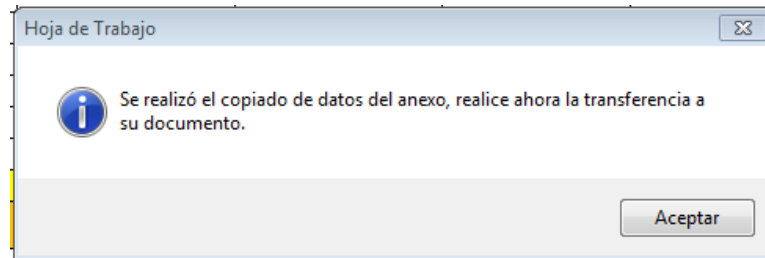 Hoja de Trabajo
Se realizó el copiado de datos del anexo, realice ahora la transferencia a
su documento.
Aceptar